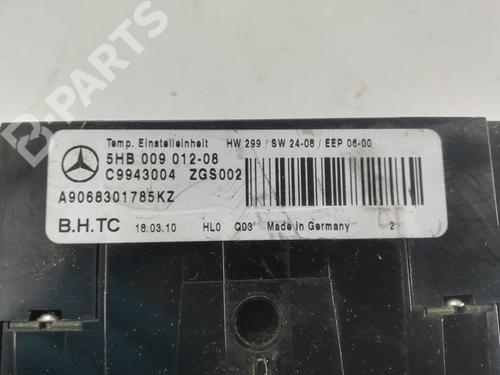 Temp. Einstelleinheit HW 299 / SW 24-08 / EEP 06-00
5HB 009 012-08
C9943004 ZGS002
A9068301785KZ
B.H.TC 18.03.10 HL0 Q03 Made in Germany 2
B-PARTS
B-PARTS